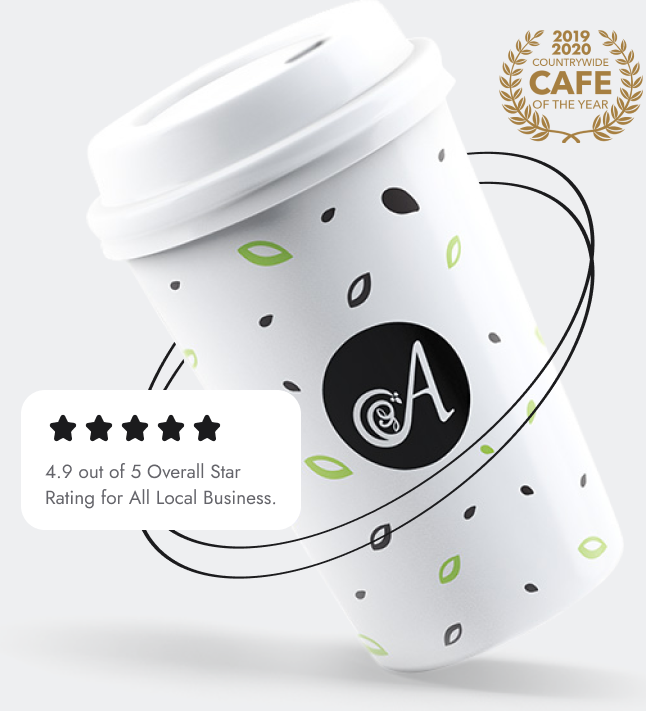 2019
2020
COUNTRYWIDE
CAFE
OF THE YEAR
A
4.9 out of 5 Overall Star
Rating for All Local Business.